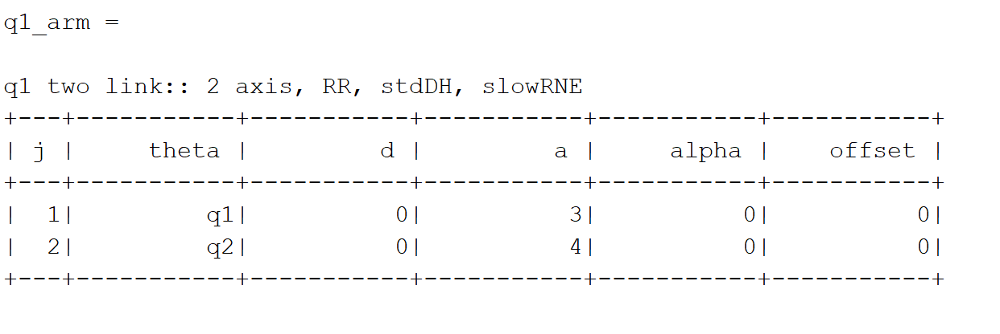 q1_arm =
q1 two link:: 2 axis, RR, stdDH, slowRNE
+---+-----------+-----------+-----------+-----------+-----------+
| j |     theta |         d |         a |     alpha |    offset |
+---+-----------+-----------+-----------+-----------+-----------+
|  1|         q1|          0|          3|          0|          0|
|  2|         q2|          0|          4|          0|          0|
+---+-----------+-----------+-----------+-----------+-----------+